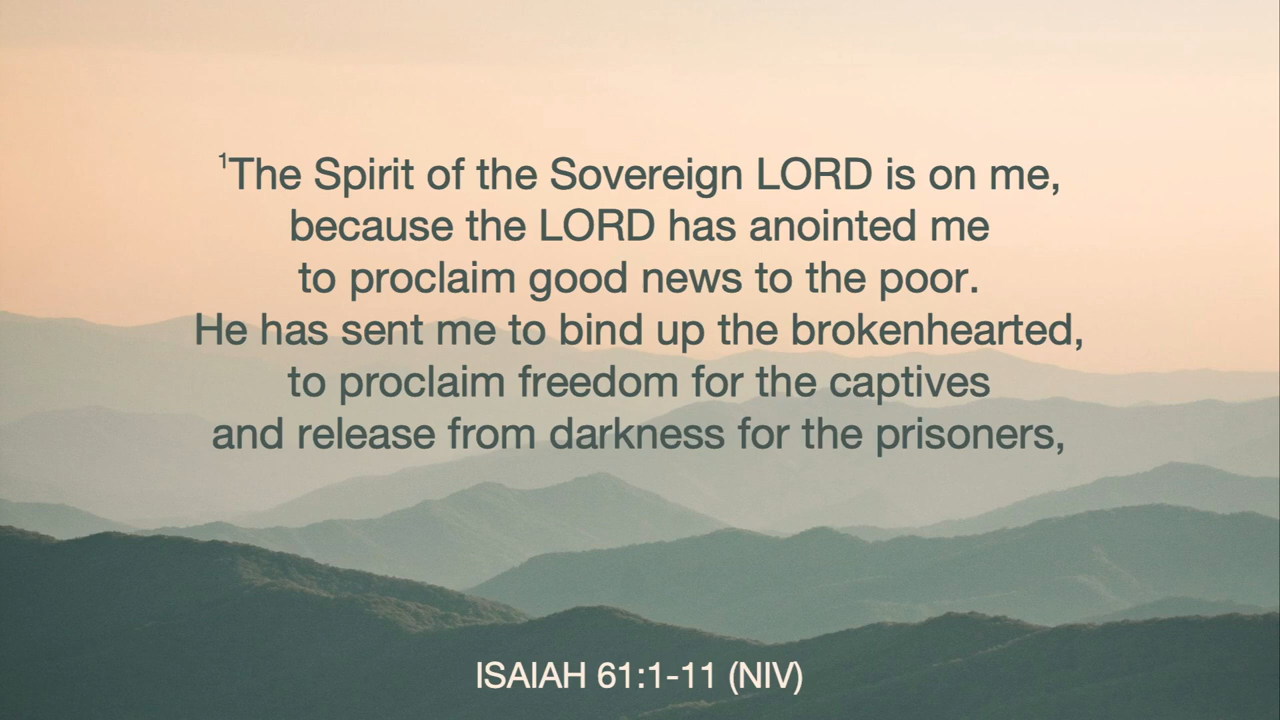 ¹The Spirit of the Sovereign LORD is on me,
because the LORD has anointed me
to proclaim good news to the poor.
He has sent me to bind up the brokenhearted,
to proclaim freedom for the captives
and release from darkness for the prisoners,
ISAIAH 61:1-11 (NIV)